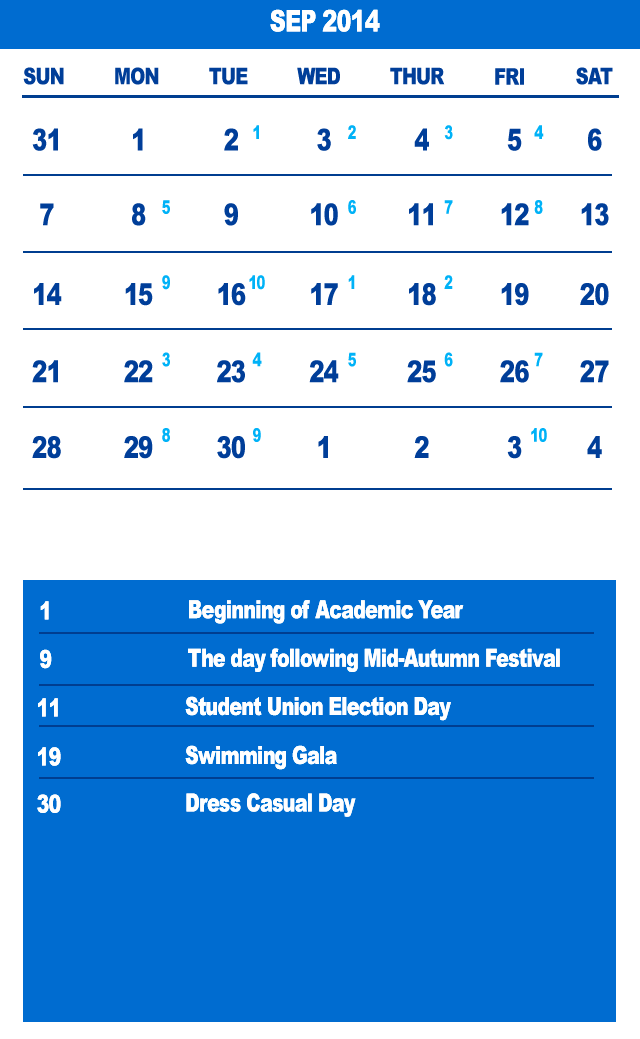 SEP 2014
SUN MON TUE WED THUR FRI SAT
31 1 2 1 3 2 4 3 5 4 6
7 8 5 9 10 6 11 7 12 8 13
14 15 9 16 10 17 1 18 2 19 20
21 22 3 23 4 24 5 25 6 26 7 27
28 29 8 30 9 1 2 3 10 4
1 Beginning of Academic Year
9 The day following Mid-Autumn Festival
11 Student Union Election Day
19 Swimming Gala
30 Dress Casual Day